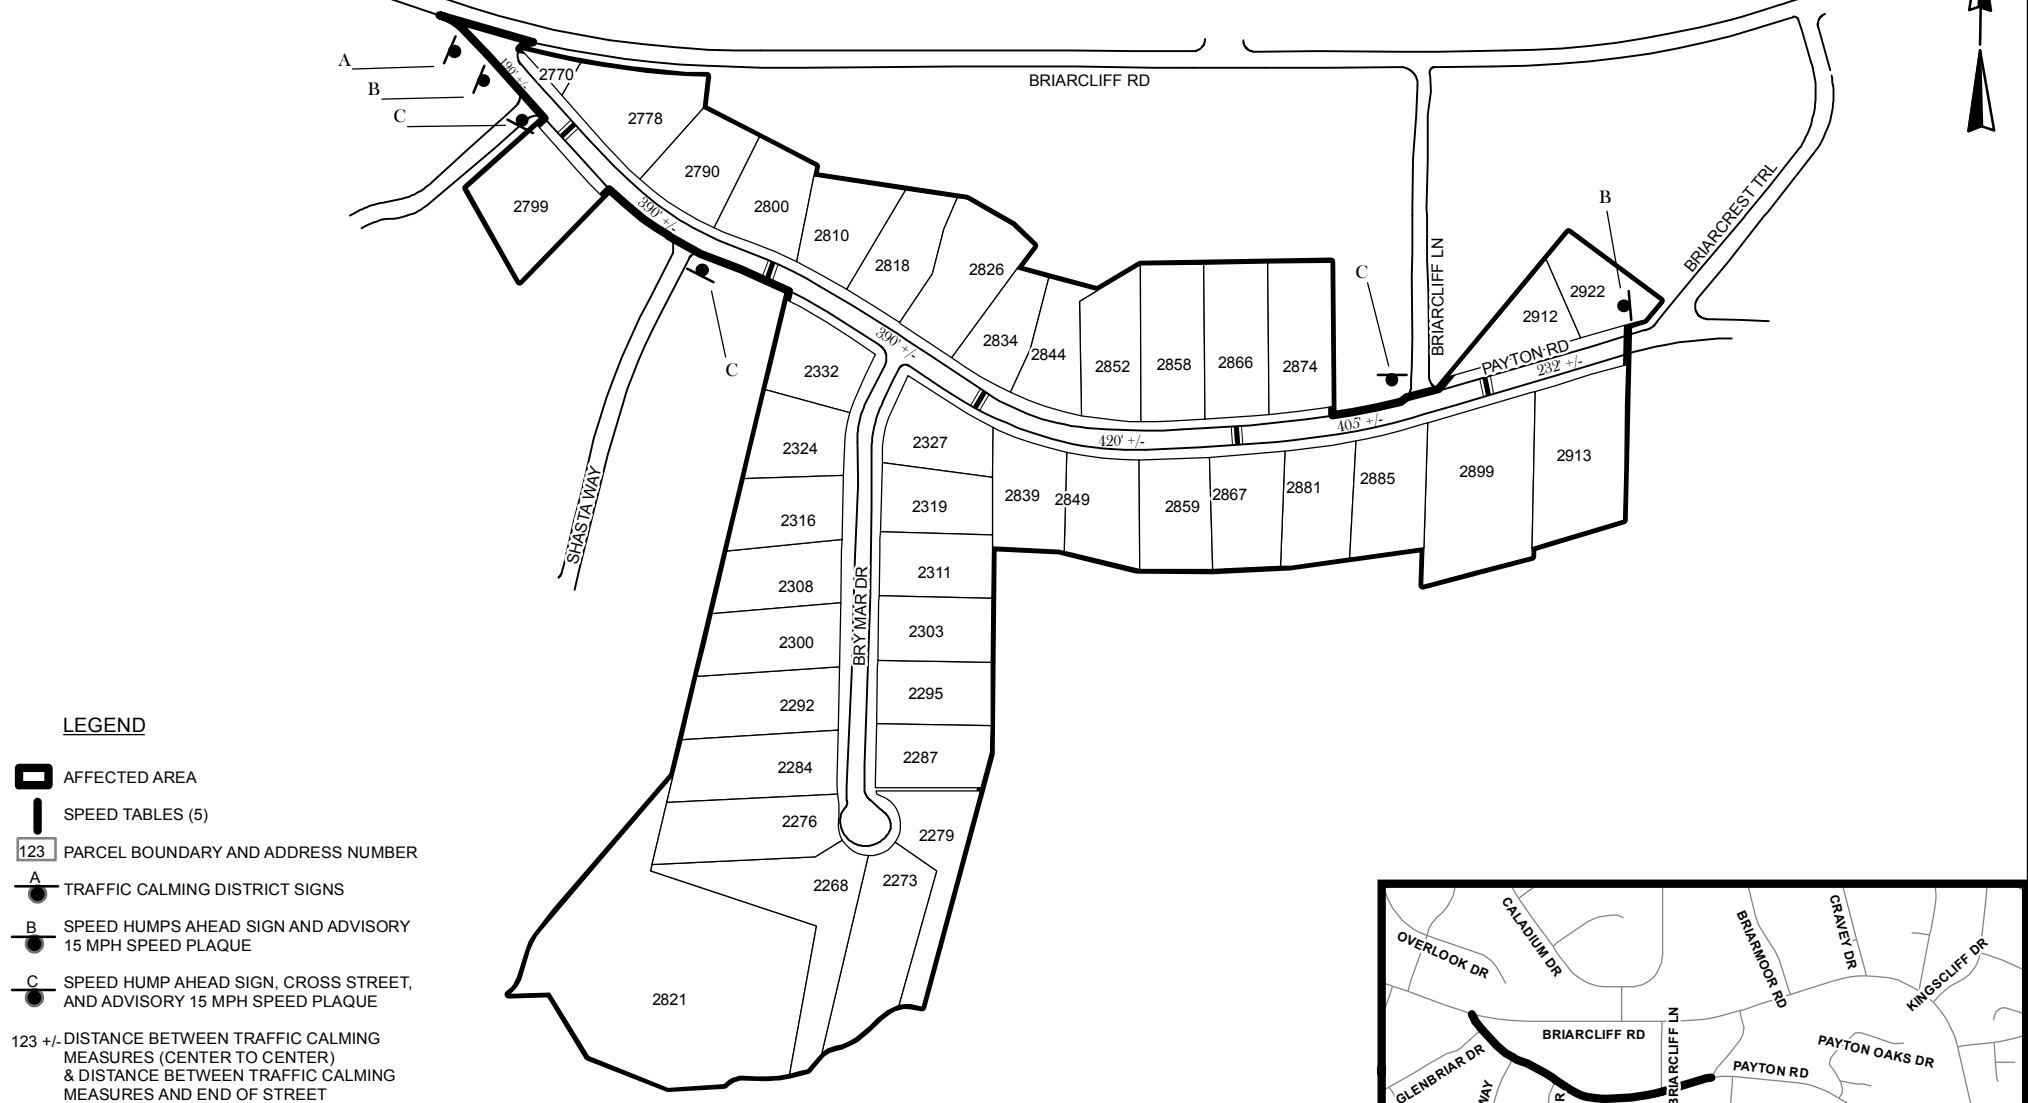 A
B
C
190' +/-
2770
2778
BRIARCLIFF RD
2790
2799
390' +/-
2800
2810
2818
2826
B
BRIARCREST TRL
C
C
BRIARCLIFF LN
2922
2912
PAYTON RD
232' +/-
390' +/-
2834
2844
2852
2858
2866
2874
2332
405' +/-
420' +/-
2324
2327
2839
2849
2859
2867
2881
2885
2899
2913
SHASTA WAY
2316
2319
2308
2311
BRY MAR DR
2300
2303
2292
2295
2284
2287
2276
2279
2268
2273
2821
LEGEND
AFFECTED AREA
SPEED TABLES (5)
123 PARCEL BOUNDARY AND ADDRESS NUMBER
A TRAFFIC CALMING DISTRICT SIGNS
B SPEED HUMPS AHEAD SIGN AND ADVISORY
15 MPH SPEED PLAQUE
C SPEED HUMP AHEAD SIGN, CROSS STREET,
AND ADVISORY 15 MPH SPEED PLAQUE
123 +/- DISTANCE BETWEEN TRAFFIC CALMING
MEASURES (CENTER TO CENTER)
& DISTANCE BETWEEN TRAFFIC CALMING
MEASURES AND END OF STREET
OVERLOOK DR
CALADIUM DR
BRIARMOOR RD
CRAVEY DR
KINGSCLIFF DR
BRIARCLIFF RD
BRIARCLIFF LN
GLENBRIAR DR
PAYTON RD
PAYTON OAKS DR
WAY
R